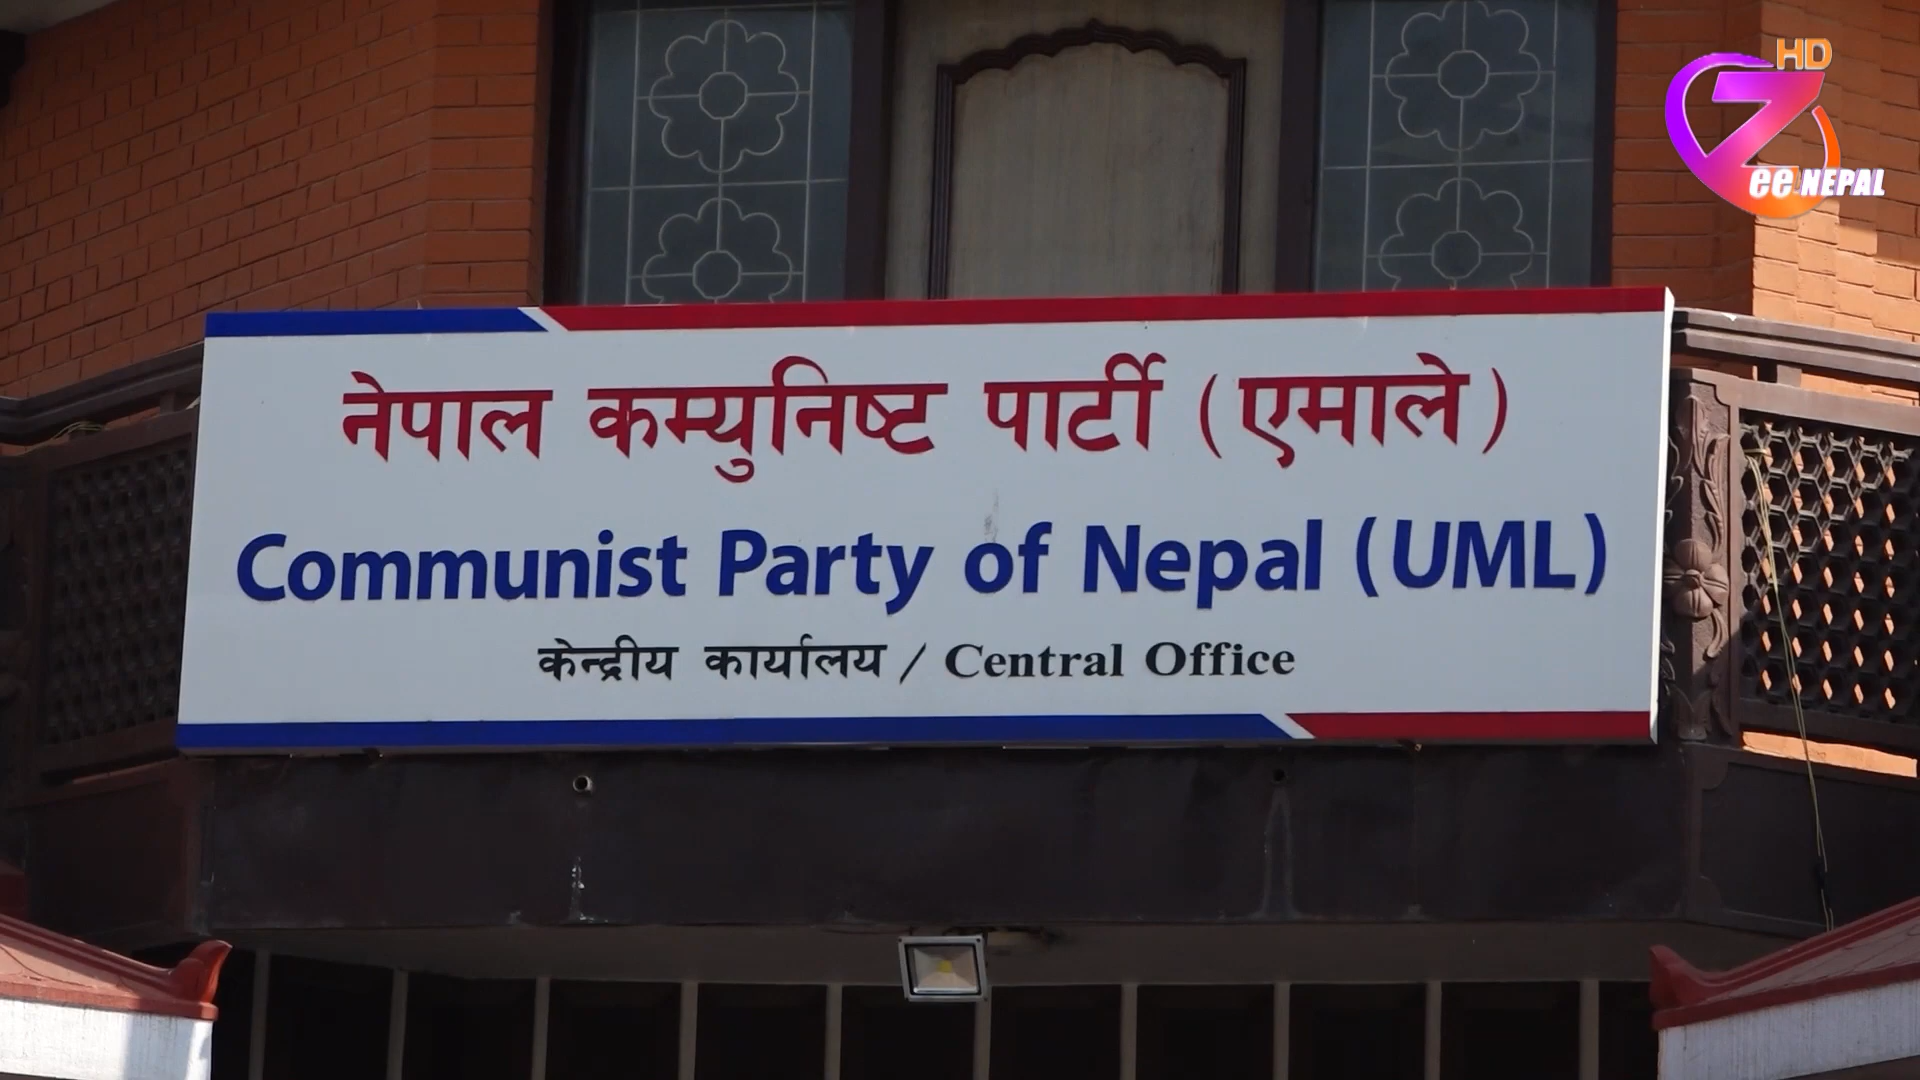 HD
Zee NEPAL
नेपाल कम्युनिष्ट पार्टी (एमाले)
Communist Party of Nepal (UML)
केन्द्रीय कार्यालय / Central Office